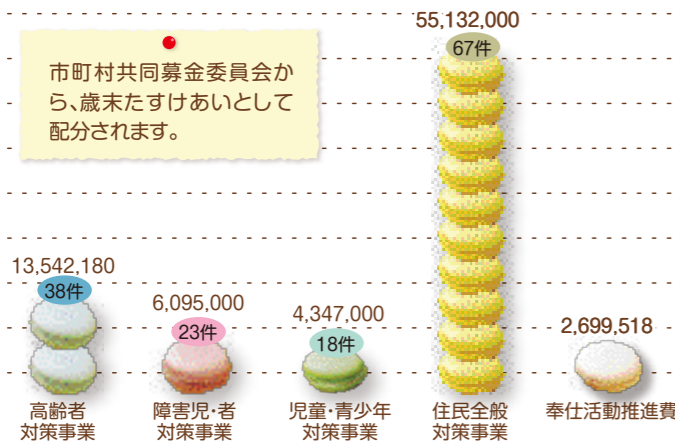 市町村共同募金委員会か
ら、歳末たすけあいとして
配分されます。
55,132,000
67件
13,542,180
38件
6,095,000
23件
4,347,000
18件
2,699,518
高齢者
対策事業
障害児・者
対策事業
児童・青少年
対策事業
住民全般
対策事業
奉仕活動推進費